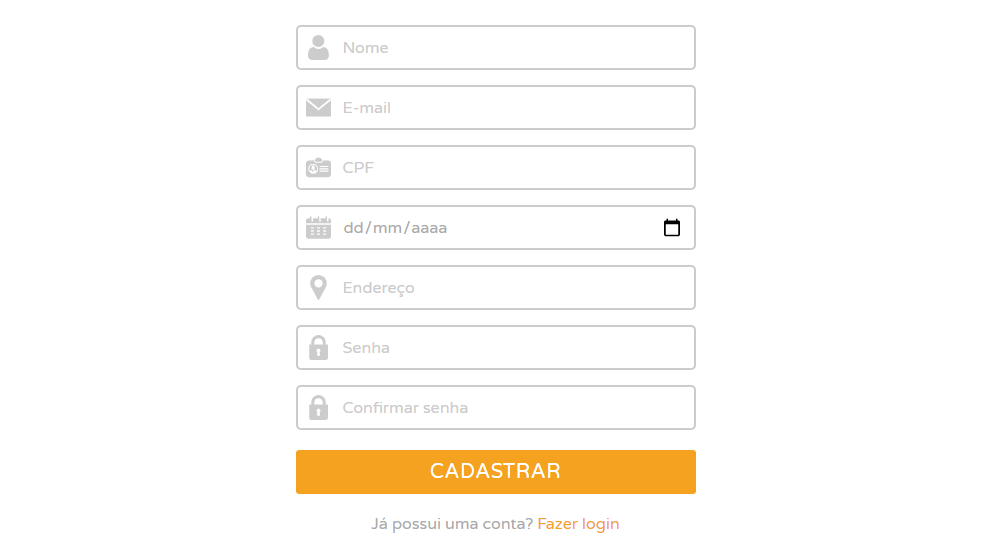 Nome
E-mail
CPF
dd/mm/aaaa
Endereço
Senha
Confirmar senha
CADASTRAR
Já possui uma conta? Fazer login